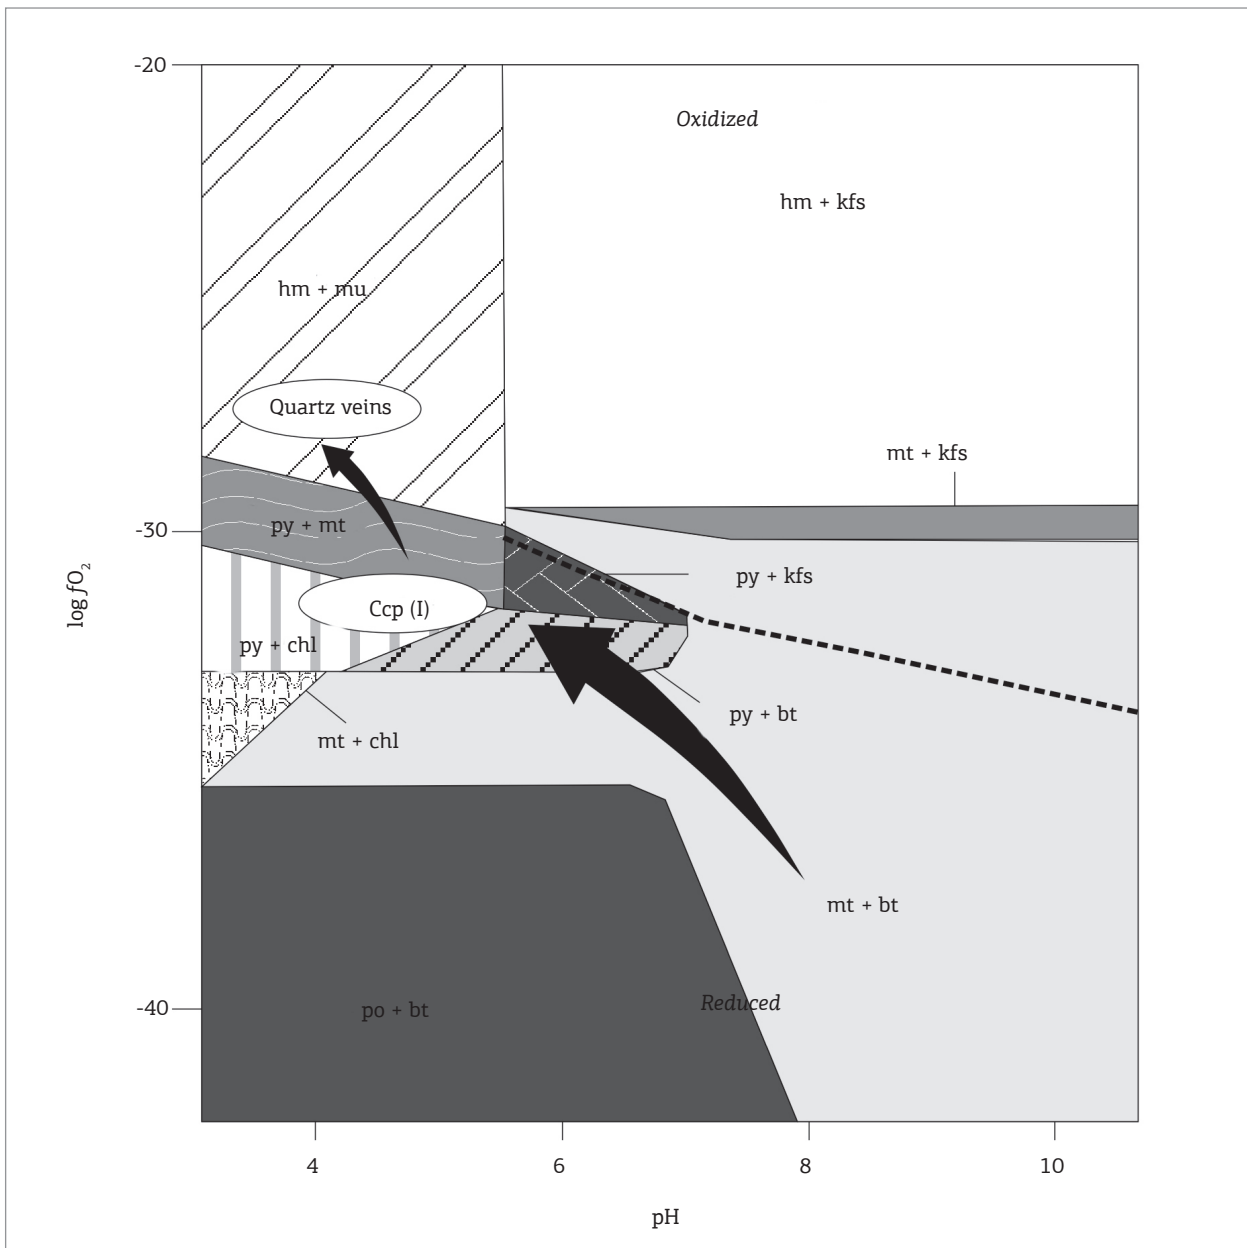 -20
Oxidized
hm + kfs
hm + mu
Quartz veins
mt + kfs
py + mt
-30
py + kfs
log fO2
Ccp (I)
py + chl
py + bt
mt + chl
mt + bt
Reduced
po + bt
-40
4 6 8 10
pH